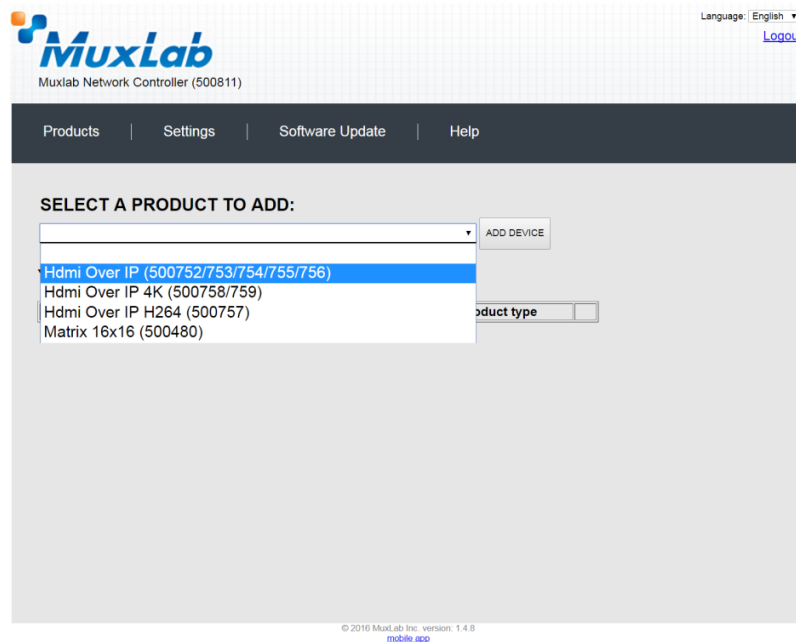 Language: English
MuxLab
Logou
Muxlab Network Controller (500811)
Products | Settings | Software Update | Help
SELECT A PRODUCT TO ADD:
ADD DEVICE
Hdmi Over IP (500752/753/754/755/756)
Hdmi Over IP 4K (500758/759)
Hdmi Over IP H264 (500757)
oduct type
Matrix 16x16 (500480)
© 2016 MuxLab Inc. version: 1.4.8
mobile app